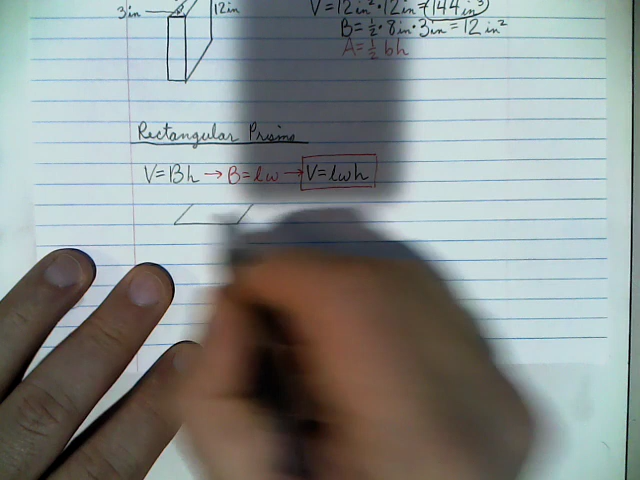 3in 12in V=12in²·12in=144in³
B=½·8in·3in=12in²
A=½bh
Rectangular Prisms
V=Bh→B=lw→V=lwh